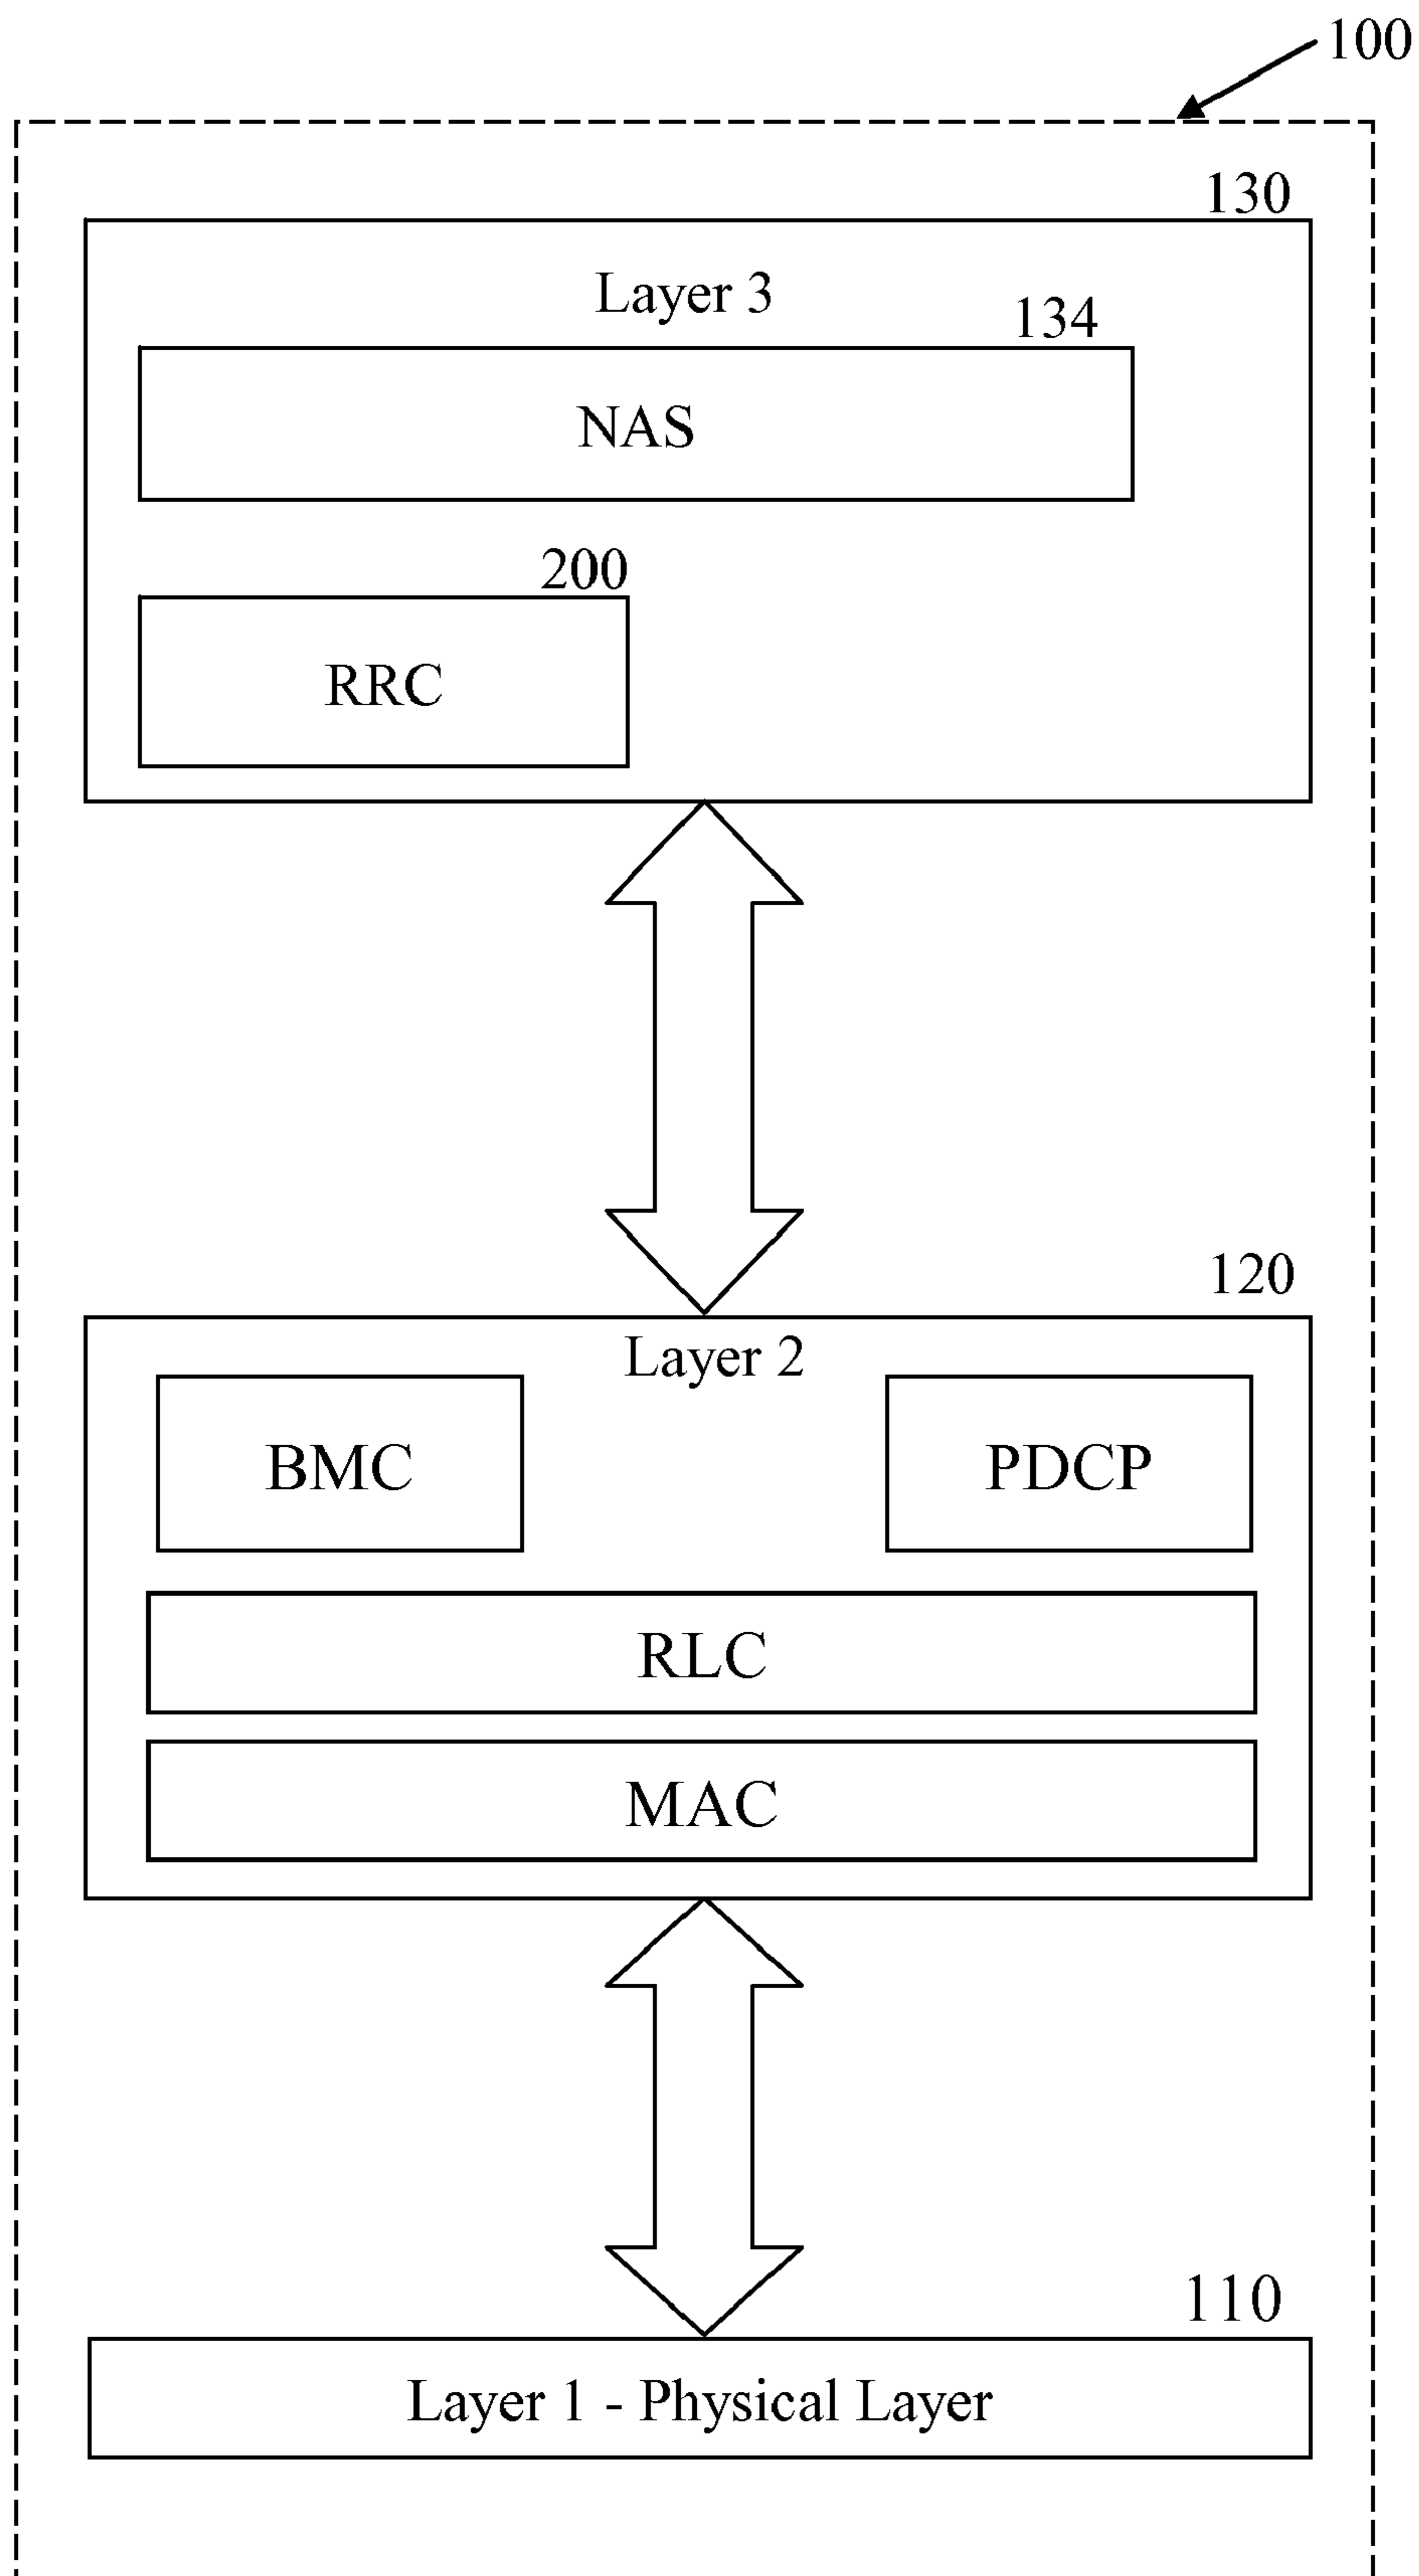 100
130
Layer 3
134
NAS
200
RRC
120
Layer 2
BMC
PDCP
RLC
MAC
110
Layer 1 - Physical Layer